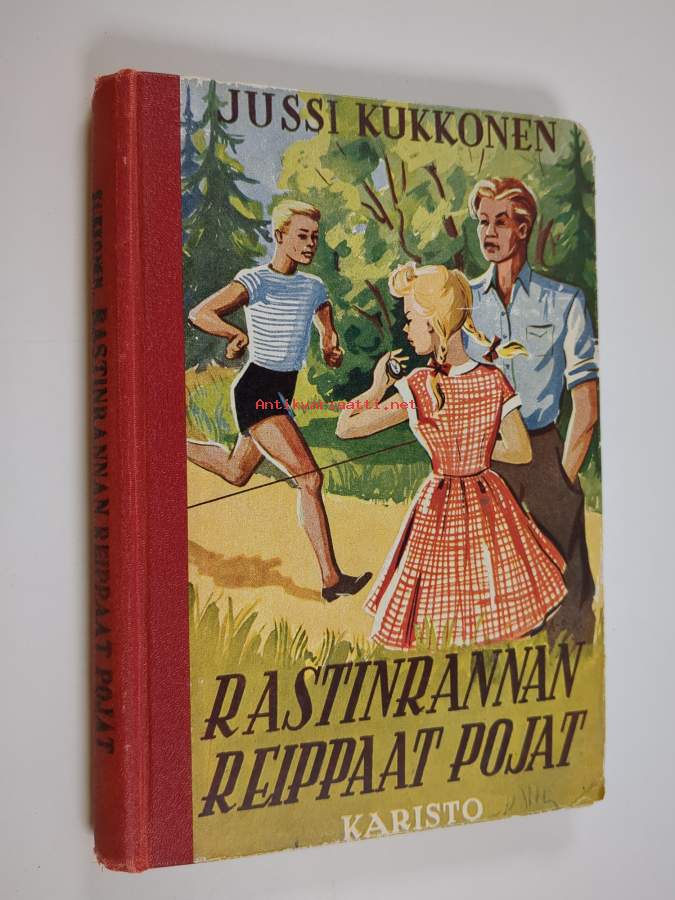 JUSSI KUKKONEN
Antikvariaatti.net
RASTINRANNAN
REIPPAAT POJAT
KARISTO
KUKKONEN RASTINRANNAN REIPPAAT POJAT